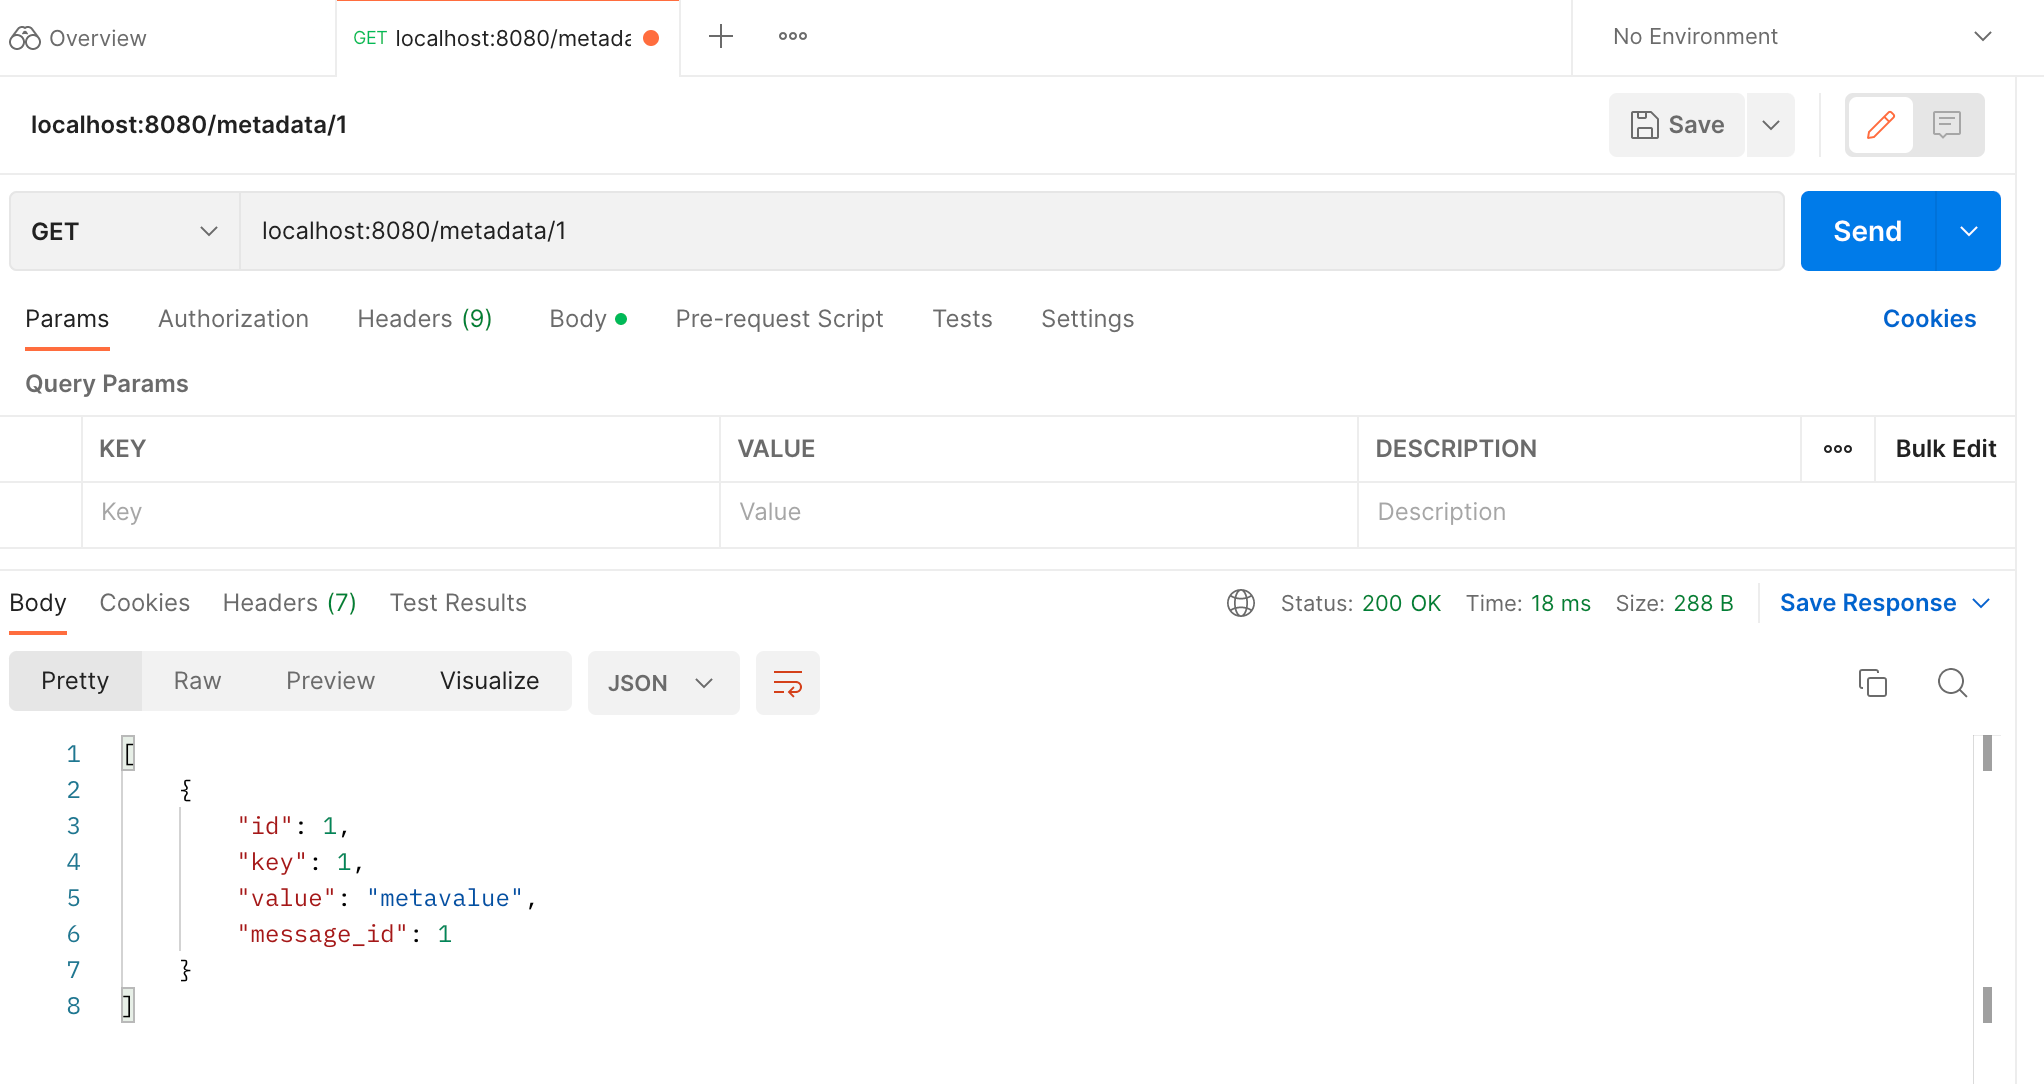 Overview
GET localhost:8080/metada
No Environment
localhost:8080/metadata/1
Save
GET
localhost:8080/metadata/1
Send
Params Authorization Headers (9) Body Pre-request Script Tests Settings Cookies
Query Params
KEY VALUE DESCRIPTION Bulk Edit
Key Value Description
Body Cookies Headers (7) Test Results Status: 200 OK Time: 18 ms Size: 288 B Save Response
Pretty Raw Preview Visualize JSON
1 [
2 {
3 "id": 1,
4 "key": 1,
5 "value": "metavalue",
6 "message_id": 1
7 }
8 ]